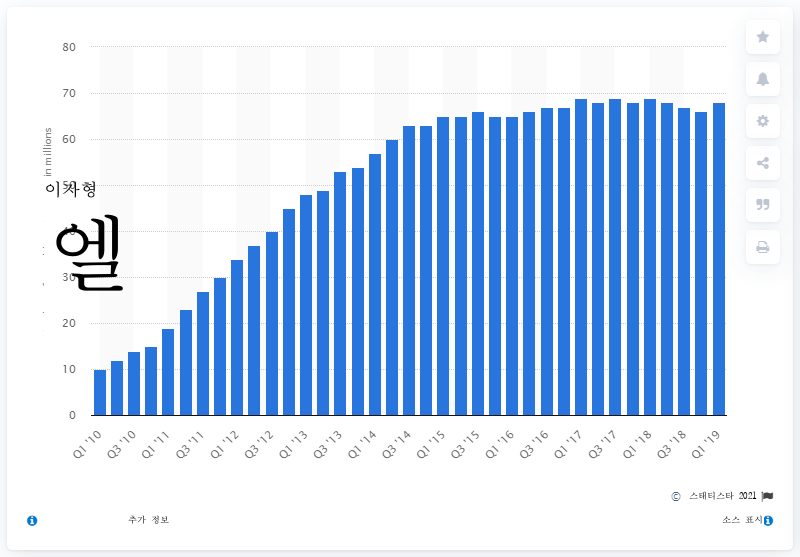 80
70
60
in millions
50
이차형
40
엘
30
20
10
0
Q1 '10
Q3 '10
Q1 '11
Q3 '11
Q1 '12
Q3 '12
Q1 '13
Q3 '13
Q1 '14
Q3 '14
Q1 '15
Q3 '15
Q1 '16
Q3 '16
Q1 '17
Q3 '17
Q1 '18
Q3 '18
Q1 '19
© 스태티스타 2021
추가 정보
소스 표시